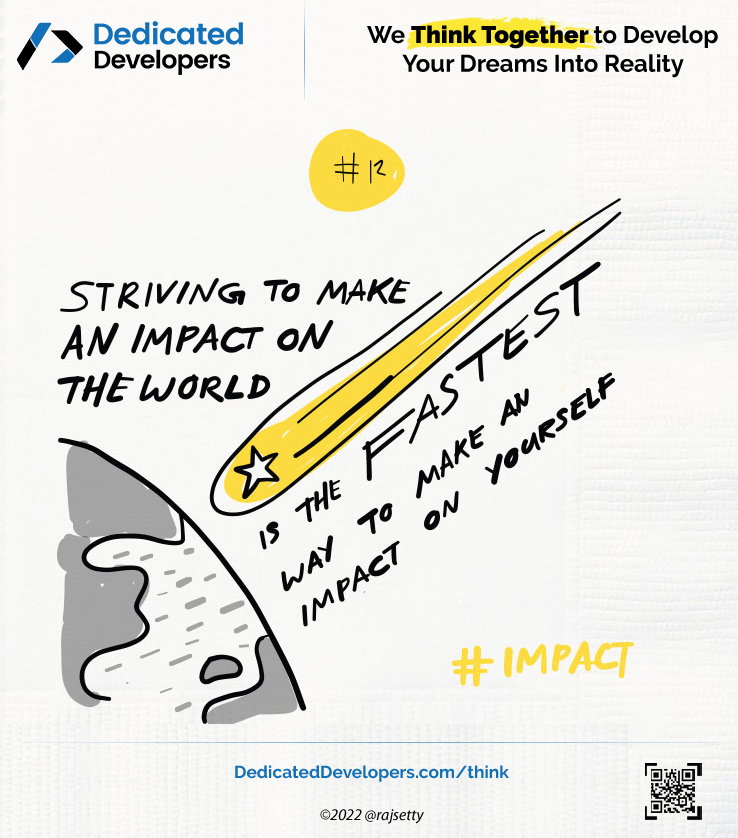 Dedicated
Developers
We Think Together to Develop
Your Dreams Into Reality
#12
STRIVING TO MAKE
AN IMPACT ON
THE WORLD
IS THE FASTEST
WAY TO MAKE AN
IMPACT ON YOURSELF
#IMPACT
DedicatedDevelopers.com/think
©2022 @rajsetty